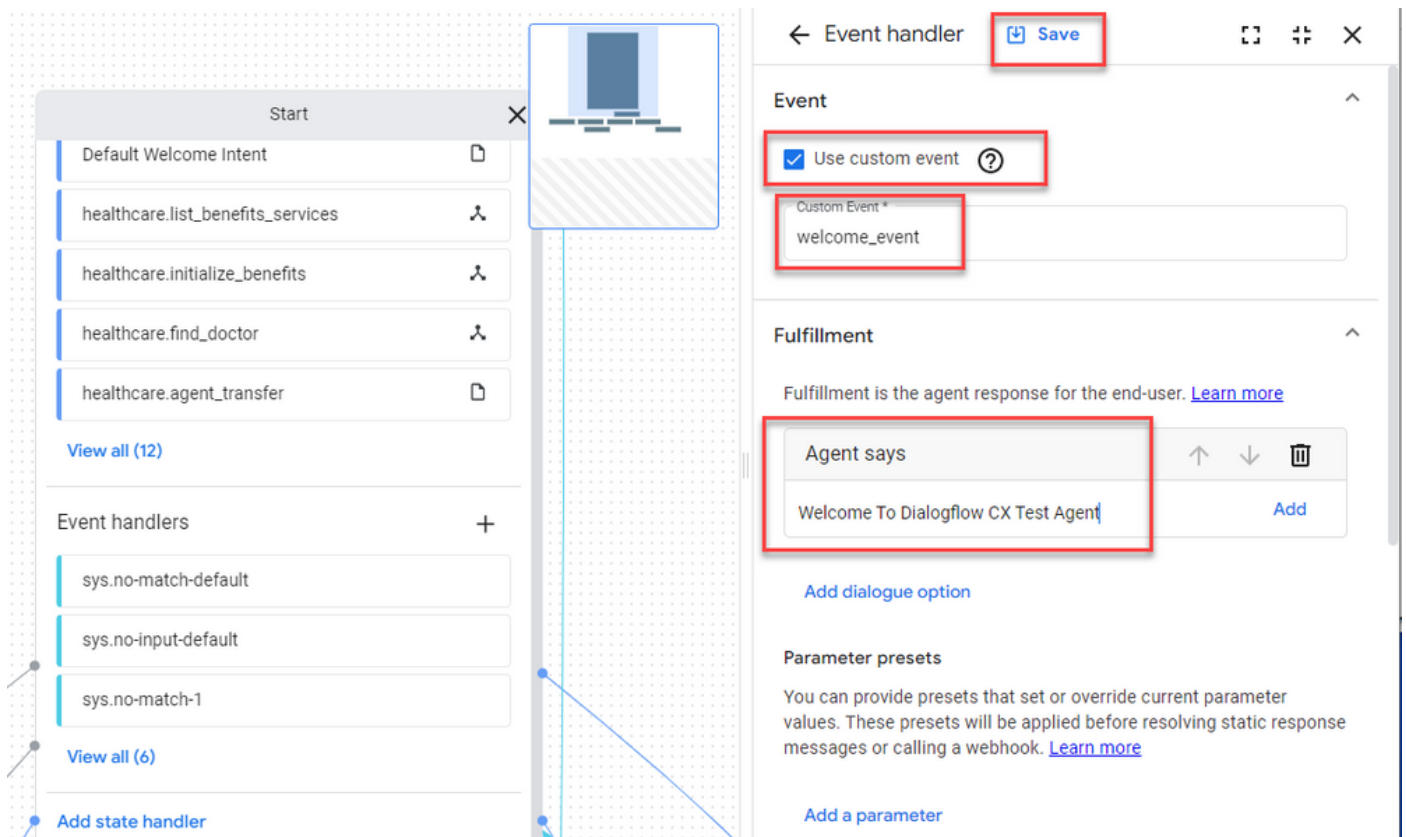 Start
Default Welcome Intent
healthcare.list_benefits_services
healthcare.initialize_benefits
healthcare.find_doctor
healthcare.agent_transfer
View all (12)
Event handlers
sys.no-match-default
sys.no-input-default
sys.no-match-1
View all (6)
Add state handler
Event handler
Save
Event
Use custom event
Custom Event *
welcome_event
Fulfillment
Fulfillment is the agent response for the end-user. Learn more
Agent says
Welcome To Dialogflow CX Test Agent
Add
Add dialogue option
Parameter presets
You can provide presets that set or override current parameter
values. These presets will be applied before resolving static response
messages or calling a webhook. Learn more
Add a parameter